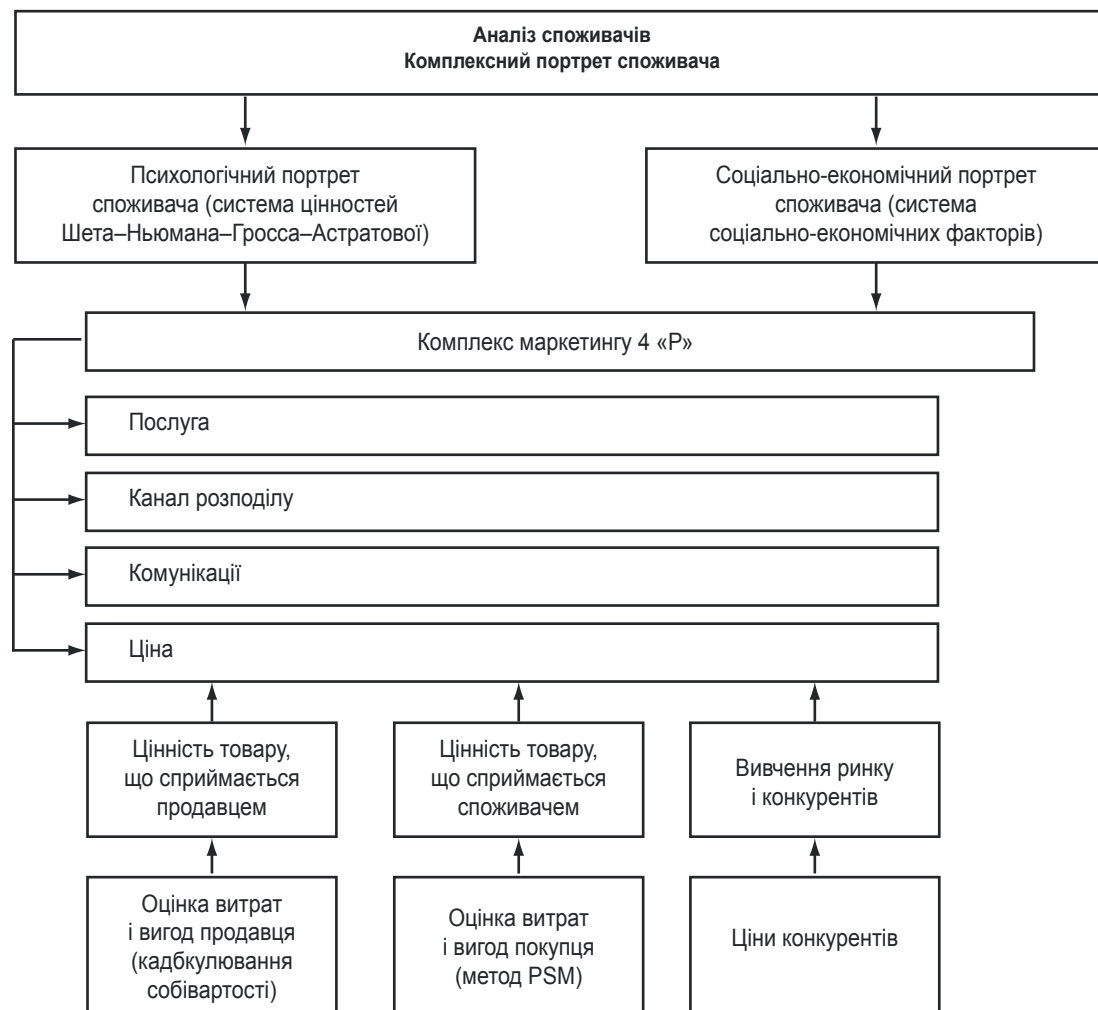 Аналіз споживачів
Комплексний портрет споживача
Психологічний портрет
споживача (система цінностей
Шета–Ньюмана–Гросса–Астратової)
Соціально-економічний портрет
споживача (система
соціально-економічних факторів)
Комплекс маркетингу 4 «Р»
Послуга
Канал розподілу
Комунікації
Ціна
Цінність товару,
що сприймається
продавцем
Цінність товару,
що сприймається
споживачем
Вивчення ринку
і конкурентів
Оцінка витрат
і вигод продавця
(кадбкулювання
собівартості)
Оцінка витрат
і вигод покупця
(метод PSM)
Ціни конкурентів